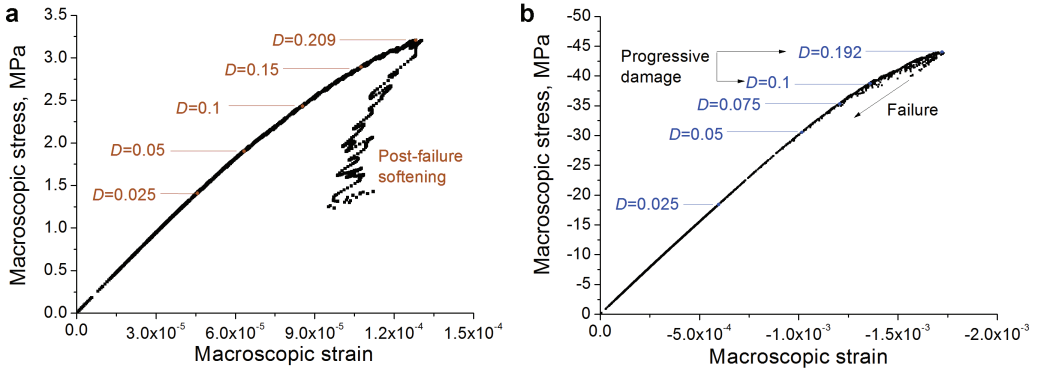 a
Macroscopic stress, MPa
3.5
3.0
2.5
2.0
1.5
1.0
0.5
0.0
D=0.209
D=0.15
D=0.1
D=0.05
D=0.025
Post-failure
softening
0.0 3.0x10⁻⁵ 6.0x10⁻⁵ 9.0x10⁻⁵ 1.2x10⁻⁴ 1.5x10⁻⁴
Macroscopic strain
b
Macroscopic stress, MPa
-50
-45
-40
-35
-30
-25
-20
-15
-10
-5
0
Progressive
damage
D=0.192
D=0.1
D=0.075
Failure
D=0.05
D=0.025
0.0 -5.0x10⁻⁴ -1.0x10⁻³ -1.5x10⁻³ -2.0x10⁻³
Macroscopic strain